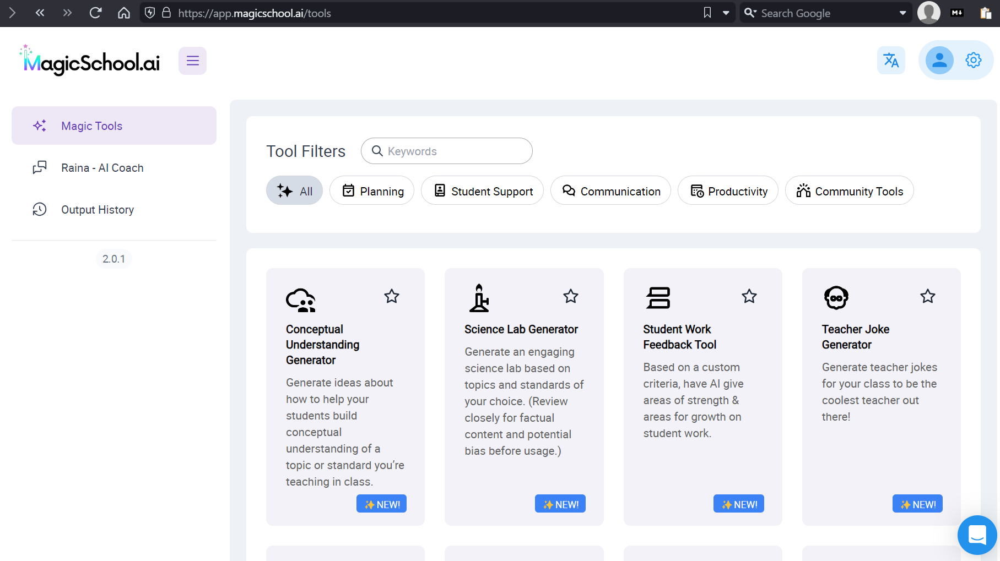 https://app.magicschool.ai/tools
Search Google
M
MagicSchool.ai
Magic Tools
Raina - AI Coach
Output History
2.0.1
Tool Filters
Keywords
All
Planning
Student Support
Communication
Productivity
Community Tools
Conceptual
Understanding
Generator
Generate ideas about
how to help your
students build
conceptual
understanding of a
topic or standard you’re
teaching in class.
✨ NEW!
Science Lab Generator
Generate an engaging
science lab based on
topics and standards of
your choice. (Review
closely for factual
content and potential
bias before usage.)
✨ NEW!
Student Work
Feedback Tool
Based on a custom
criteria, have AI give
areas of strength &
areas for growth on
student work.
✨ NEW!
Teacher Joke
Generator
Generate teacher jokes
for your class to be the
coolest teacher out
there!
✨ NEW!